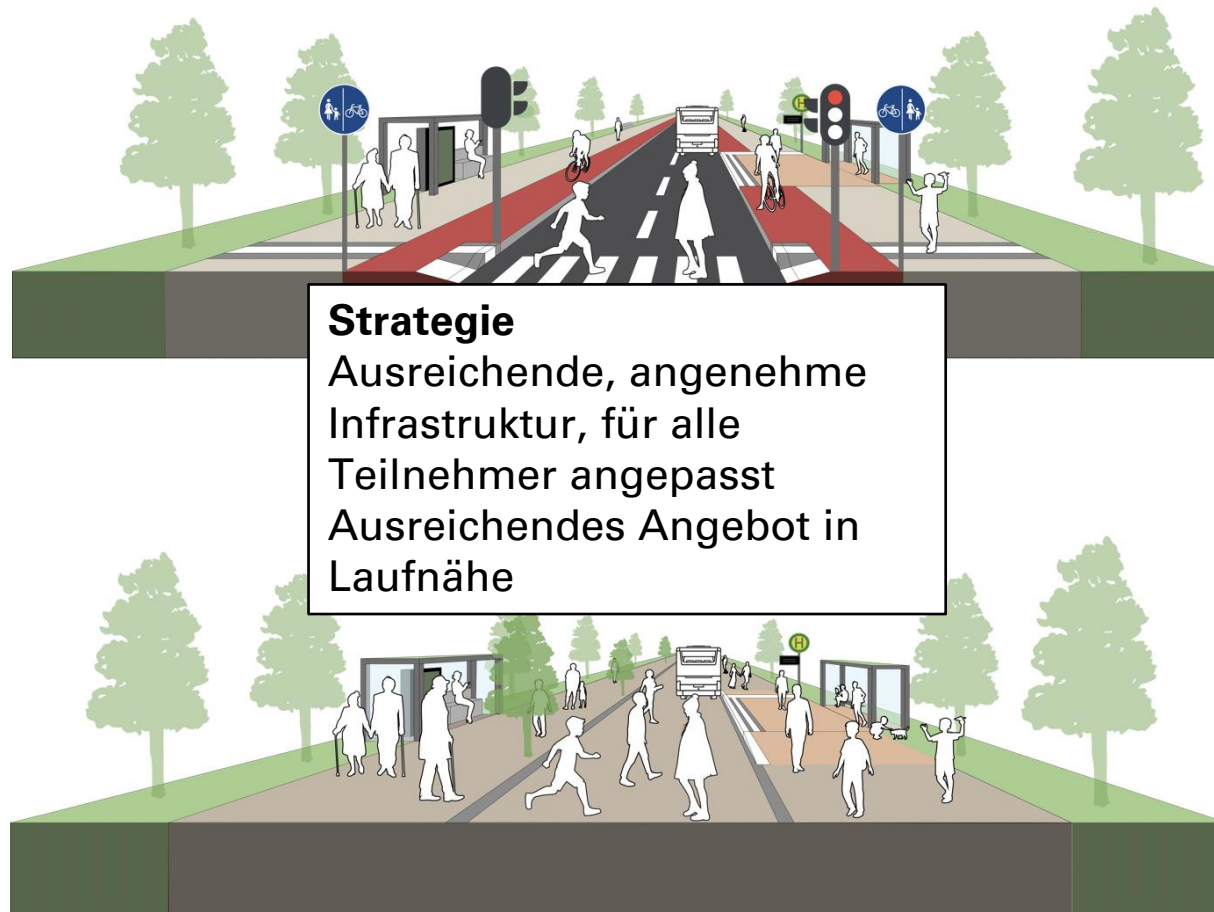 H
Strategie
Ausreichende, angenehme
Infrastruktur, für alle
Teilnehmer angepasst
Ausreichendes Angebot in
Laufnähe
H